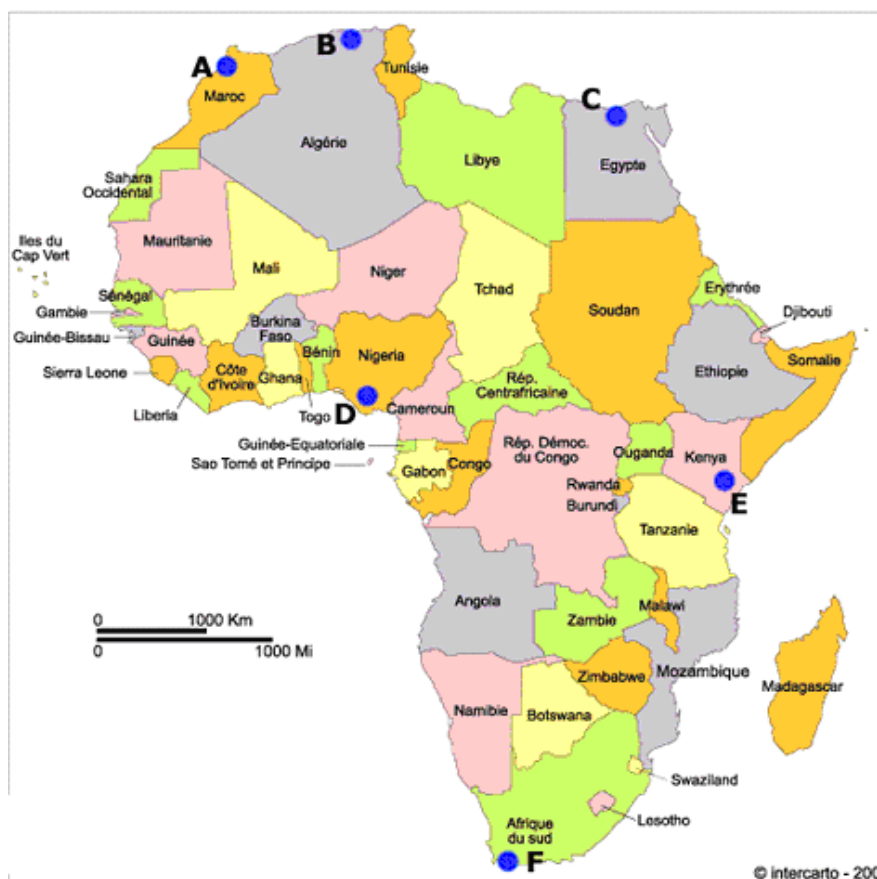 B
A
Tunisie
Maroc
C
Algérie
Libye
Egypte
Sahara
Occidental
Iles du
Cap Vert
Mauritanie
Mali
Niger
Tchad
Soudan
Erythrée
Sénégal
Gambie
Djibouti
Guinée-Bissau
Guinée
Burkina
Faso
Bénin
Nigeria
Somalie
Ethiopie
Sierra Leone
Côte
d'Ivoire
Ghana
Rép.
Centrafricaine
Liberia
Togo
D
Cameroun
Guinée-Equatoriale
Rép. Démoc.
du Congo
Ouganda
Kenya
Sao Tomé et Principe
Gabon
Congo
Rwanda
E
Burundi
Tanzanie
0 1000 Km
0 1000 Mi
Angola
Malawi
Zambie
Mozambique
Zimbabwe
Madagascar
Namibie
Botswana
Swaziland
Lesotho
Afrique
du sud
F
© intercarto - 200